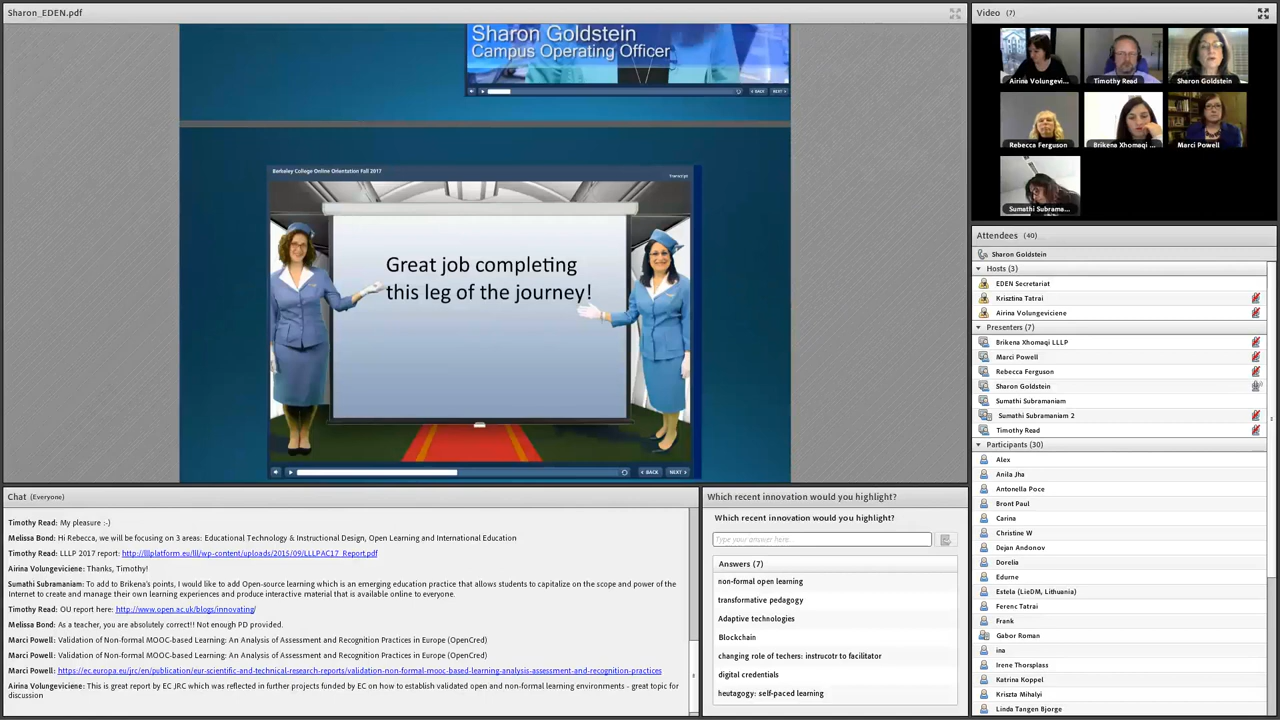 Sharon_EDEN.pdf
Sharon Goldstein
Campus Operating Officer
BACK
NEXT
Berkeley College Online Orientation Fall 2017
Transcript
Great job completing
this leg of the journey!
BACK
NEXT
Video (7)
Airina Volungevi...
Timothy Read
Sharon Goldstein
Rebecca Ferguson
Brikena Xhomaqi ...
Marci Powell
Sumathi Subrama...
Attendees (40)
Sharon Goldstein
Hosts (3)
EDEN Secretariat
Krisztina Tatrai
Airina Volungeviciene
Presenters (7)
Brikena Xhomaqi LLLP
Marci Powell
Rebecca Ferguson
Sharon Goldstein
Sumathi Subramaniam
Sumathi Subramaniam 2
Timothy Read
Participants (30)
Alex
Anila Jha
Antonella Poce
Bront Paul
Carina
Christine W
Dejan Andonov
Dorelia
Edurne
Estela (LieDM, Lithuania)
Ferenc Tatrai
Frank
Gabor Roman
ina
Irene Thorsplass
Katrina Koppel
Kriszta Mihalyi
Linda Tangen Bjorge
Chat (Everyone)
Timothy Read: My pleasure :-)
Melissa Bond: Hi Rebecca, we will be focusing on 3 areas: Educational Technology & Instructional Design, Open Learning and International Education
Timothy Read: LLLP 2017 report: http://lllplatform.eu/lll/wp-content/uploads/2015/09/LLLPAC17_Report.pdf
Airina Volungeviciene: Thanks, Timothy!
Sumathi Subramaniam: To add to Brikena's points, I would like to add Open-source learning which is an emerging education practice that allows students to capitalize on the scope and power of the
Internet to create and manage their own learning experiences and produce interactive material that is available online to everyone.
Timothy Read: OU report here: http://www.open.ac.uk/blogs/innovating/
Melissa Bond: As a teacher, you are absolutely correct!! Not enough PD provided.
Marci Powell: Validation of Non-formal MOOC-based Learning: An Analysis of Assessment and Recognition Practices in Europe (OpenCred)
Marci Powell: Validation of Non-formal MOOC-based Learning: An Analysis of Assessment and Recognition Practices in Europe (OpenCred)
Marci Powell: https://ec.europa.eu/jrc/en/publication/eur-scientific-and-technical-research-reports/validation-non-formal-mooc-based-learning-analysis-assessment-and-recognition-practices
Airina Volungeviciene: This is great report by EC JRC which was reflected in further projects funded by EC on how to establish validated open and non-formal learning environments - great topic for
discussion
Which recent innovation would you highlight?
Which recent innovation would you highlight?
Type your answer here...
Answers (7)
non-formal open learning
transformative pedagogy
Adaptive technologies
Blockchain
changing role of techers: instrucotr to facilitator
digital credentials
heutagogy: self-paced learning